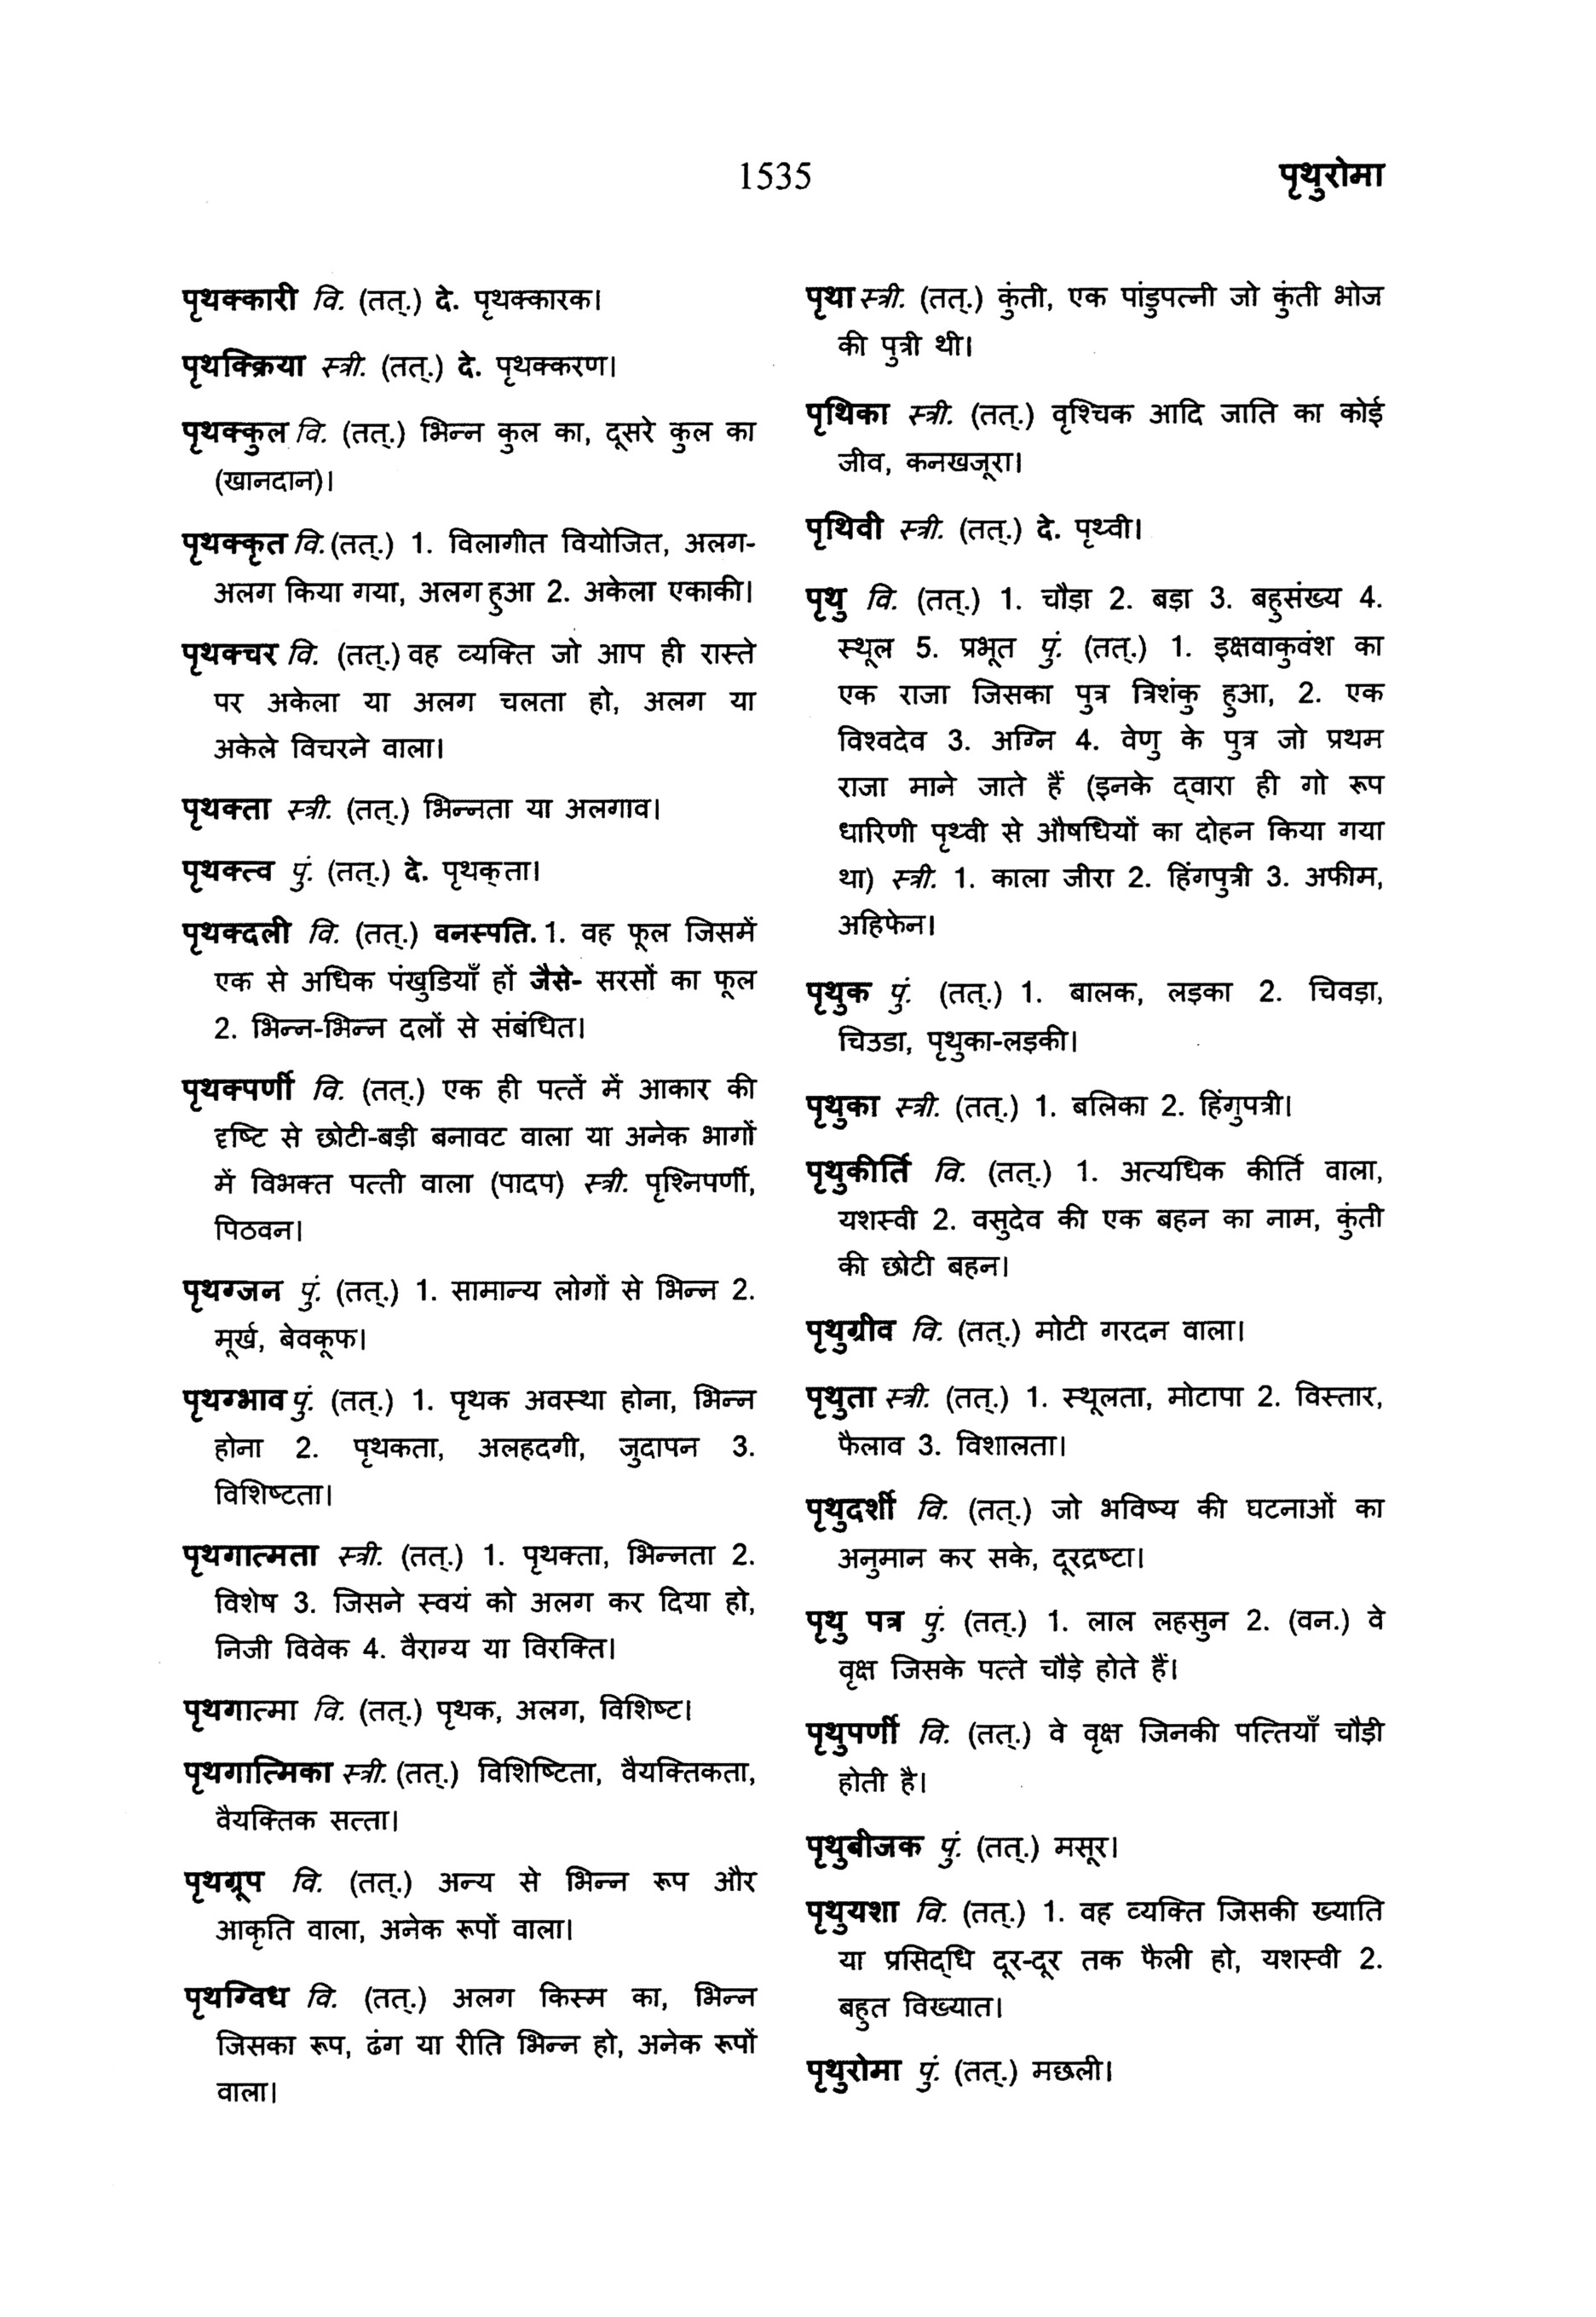 1535
पृथुरोमा
पृथक्कारी वि. (तत्.) दे. पृथक्कारक।
पृथक्क्रिया स्त्री. (तत्.) दे. पृथक्करण।
पृथक्कुल वि. (तत्.) भिन्न कुल का, दूसरे कुल का
(खानदान)।
पृथक्कृत वि. (तत्.) 1. विलागीत वियोजित, अलग-
अलग किया गया, अलग हुआ 2. अकेला एकाकी।
पृथक्चर वि. (तत्.) वह व्यक्ति जो आप ही रास्ते
पर अकेला या अलग चलता हो, अलग या
अकेले विचरने वाला।
पृथक्ता स्त्री. (तत्.) भिन्नता या अलगाव।
पृथक्त्व पुं. (तत्.) दे. पृथक्‌ता।
पृथक्दली वि. (तत्.) वनस्पति. 1. वह फूल जिसमें
एक से अधिक पंखुडियाँ हों जैसे- सरसों का फूल
2. भिन्न-भिन्न दलों से संबंधित।
पृथक्पर्णी वि. (तत्.) एक ही पत्तें में आकार की
दृष्टि से छोटी-बड़ी बनावट वाला या अनेक भागों
में विभक्त पत्ती वाला (पादप) स्त्री. पृश्निपर्णी,
पिठवन।
पृथग्जन पुं. (तत्.) 1. सामान्य लोगों से भिन्न 2.
मूर्ख, बेवकूफ।
पृथग्भाव पुं. (तत्.) 1. पृथक अवस्था होना, भिन्न
होना 2. पृथकता, अलहदगी, जुदापन 3.
विशिष्टता।
पृथगात्मता स्त्री. (तत्.) 1. पृथक्ता, भिन्नता 2.
विशेष 3. जिसने स्वयं को अलग कर दिया हो,
निजी विवेक 4. वैराग्य या विरक्ति।
पृथगात्मा वि. (तत्.) पृथक, अलग, विशिष्ट।
पृथगात्मिका स्त्री. (तत्.) विशिष्टिता, वैयक्तिकता,
वैयक्तिक सत्ता।
पृथग्रूप वि. (तत्.) अन्य से भिन्न रूप और
आकृति वाला, अनेक रूपों वाला।
पृथग्विध वि. (तत्.) अलग किस्म का, भिन्न
जिसका रूप, ढंग या रीति भिन्न हो, अनेक रूपों
वाला।
पृथा स्त्री. (तत्.) कुंती, एक पांडुपत्नी जो कुंती भोज
की पुत्री थी।
पृथिका स्त्री. (तत्.) वृश्चिक आदि जाति का कोई
जीव, कनखजूरा।
पृथिवी स्त्री. (तत्.) दे. पृथ्वी।
पृथु वि. (तत्.) 1. चौड़ा 2. बड़ा 3. बहुसंख्य 4.
स्थूल 5. प्रभूत पुं. (तत्.) 1. इक्षवाकुवंश का
एक राजा जिसका पुत्र त्रिशंकु हुआ, 2. एक
विश्वदेव 3. अग्नि 4. वेणु के पुत्र जो प्रथम
राजा माने जाते हैं (इनके द्‌वारा ही गो रूप
धारिणी पृथ्वी से औषधियों का दोहन किया गया
था) स्त्री. 1. काला जीरा 2. हिंगपुत्री 3. अफीम,
अहिफेन।
पृथुक पुं. (तत्.) 1. बालक, लड़का 2. चिवड़ा,
चिउडा, पृथुका-लड़की।
पृथुका स्त्री. (तत्.) 1. बलिका 2. हिंगुपत्री।
पृथुकीर्ति वि. (तत्.) 1. अत्यधिक कीर्ति वाला,
यशस्वी 2. वसुदेव की एक बहन का नाम, कुंती
की छोटी बहन।
पृथुग्रीव वि. (तत्.) मोटी गरदन वाला।
पृथुता स्त्री. (तत्.) 1. स्थूलता, मोटापा 2. विस्तार,
फैलाव 3. विशालता।
पृथुदर्शी वि. (तत्.) जो भविष्य की घटनाओं का
अनुमान कर सके, दूरद्रष्टा।
पृथु पत्र पुं. (तत्.) 1. लाल लहसुन 2. (वन.) वे
वृक्ष जिसके पत्ते चौड़े होते हैं।
पृथुपर्णी वि. (तत्.) वे वृक्ष जिनकी पत्तियाँ चौड़ी
होती है।
पृथुबीजक पुं. (तत्.) मसूर।
पृथुयशा वि. (तत्.) 1. वह व्यक्ति जिसकी ख्याति
या प्रसिद्‌धि दूर-दूर तक फैली हो, यशस्वी 2.
बहुत विख्यात।
पृथुरोमा पुं. (तत्.) मछली।